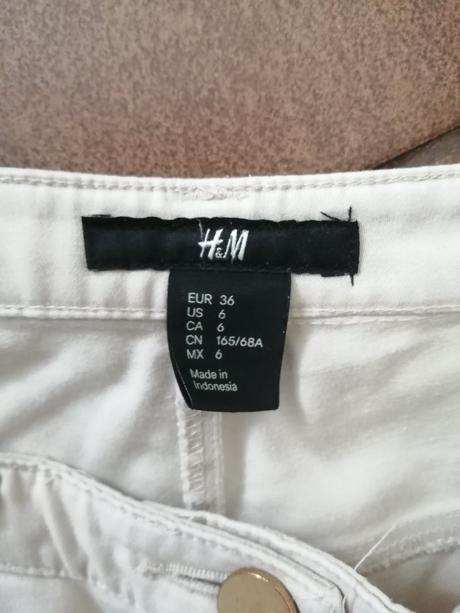 H&M
EUR 36
US 6
CA 6
CN 165/68A
MX 6
Made in
Indonesia